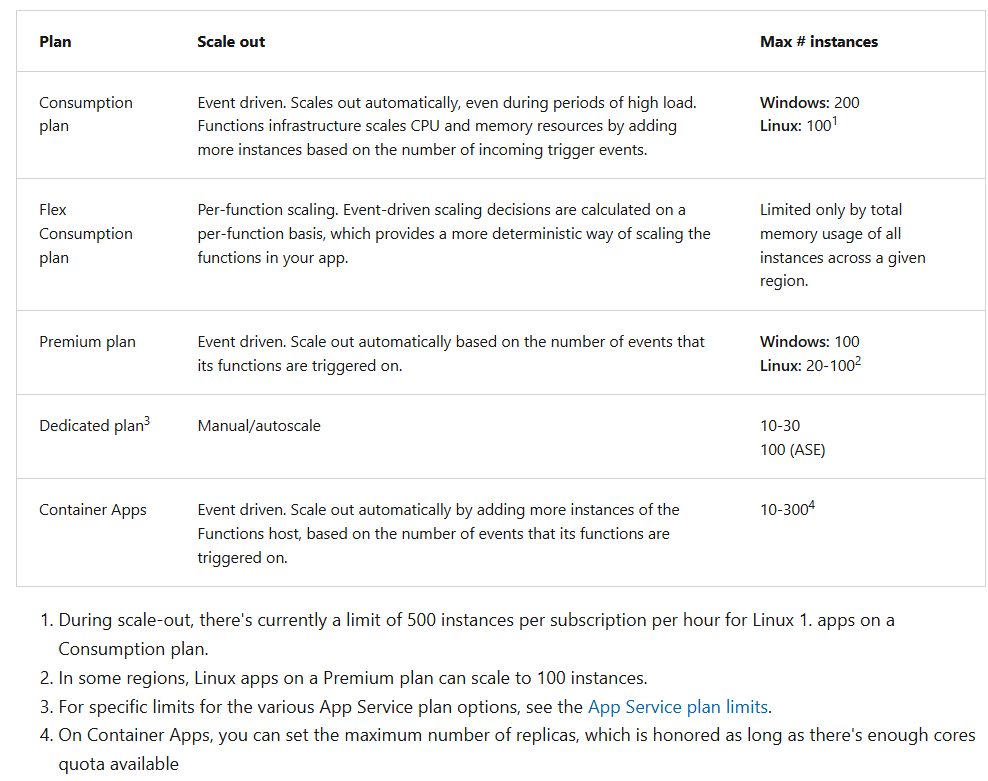 Plan Scale out Max # instances
Consumption Event driven. Scales out automatically, even during periods of high load. Windows: 200
plan Functions infrastructure scales CPU and memory resources by adding Linux: 100¹
more instances based on the number of incoming trigger events.
Flex Per-function scaling. Event-driven scaling decisions are calculated on a Limited only by total
Consumption per-function basis, which provides a more deterministic way of scaling the memory usage of all
plan functions in your app. instances across a given
region.
Premium plan Event driven. Scale out automatically based on the number of events that Windows: 100
its functions are triggered on. Linux: 20-100²
Dedicated plan³ Manual/autoscale 10-30
100 (ASE)
Container Apps Event driven. Scale out automatically by adding more instances of the 10-300⁴
Functions host, based on the number of events that its functions are
triggered on.
1. During scale-out, there's currently a limit of 500 instances per subscription per hour for Linux 1. apps on a
Consumption plan.
2. In some regions, Linux apps on a Premium plan can scale to 100 instances.
3. For specific limits for the various App Service plan options, see the App Service plan limits.
4. On Container Apps, you can set the maximum number of replicas, which is honored as long as there's enough cores
quota available